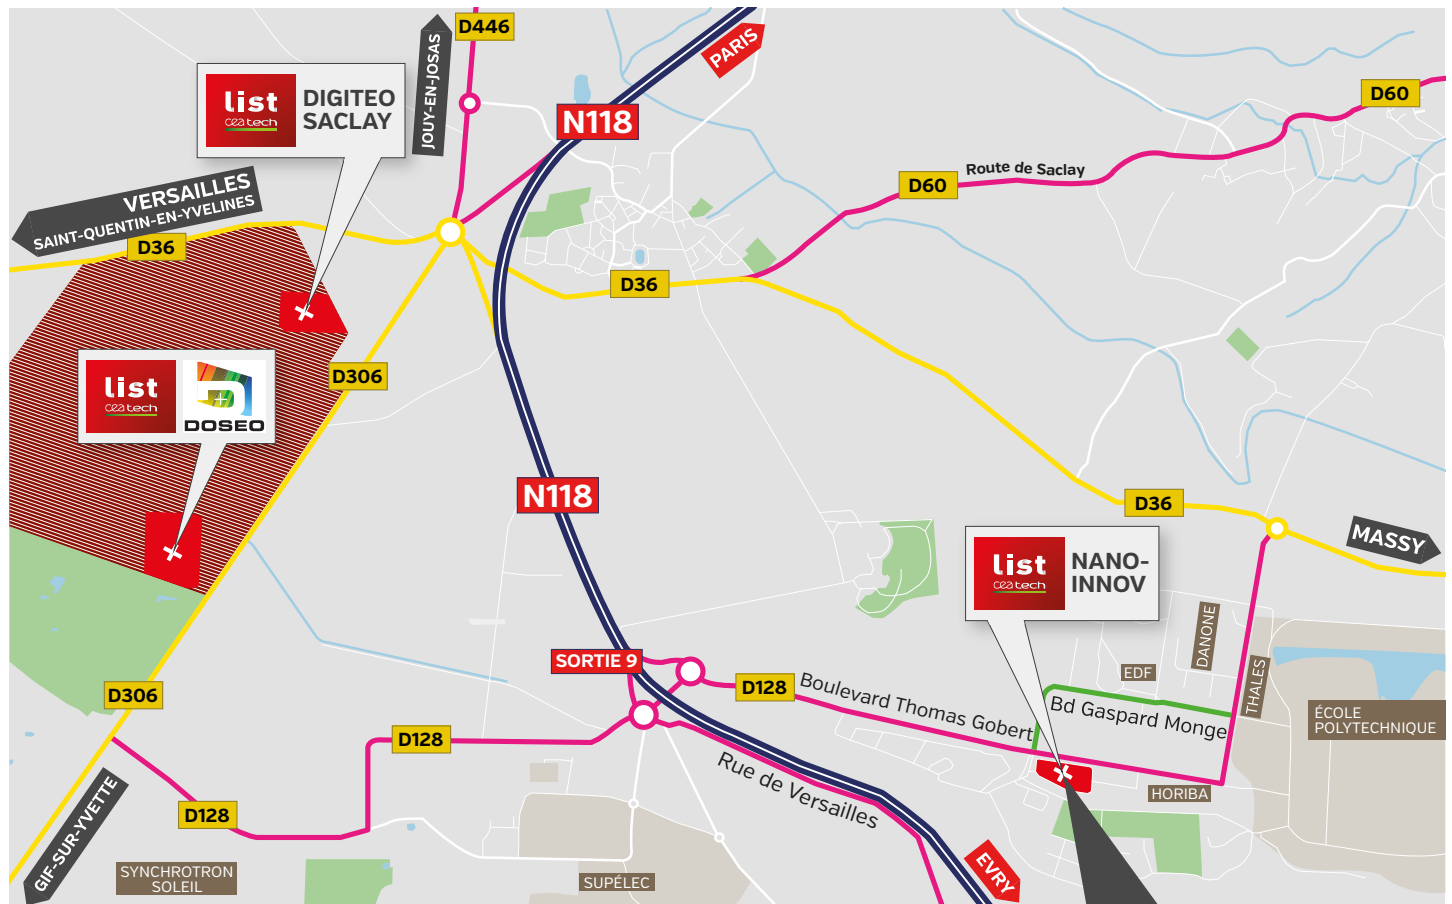 D446
JOUY-EN-JOSAS
PARIS
list
cea tech
DIGITEO
SACLAY
N118
D60
VERSAILLES
SAINT-QUENTIN-EN-YVELINES
D36
Route de Saclay
D60
D36
D306
list
cea tech
DOSEO
N118
D36
MASSY
list
cea tech
NANO-
INNOV
DANONE
EDF
THALES
SORTIE 9
D306
D128
Boulevard Thomas Gobert
Bd Gaspard Monge
ÉCOLE
POLYTECHNIQUE
D128
Rue de Versailles
HORIBA
D128
GIF-SUR-YVETTE
SYNCHROTRON
SOLEIL
SUPÉLEC
EVRY